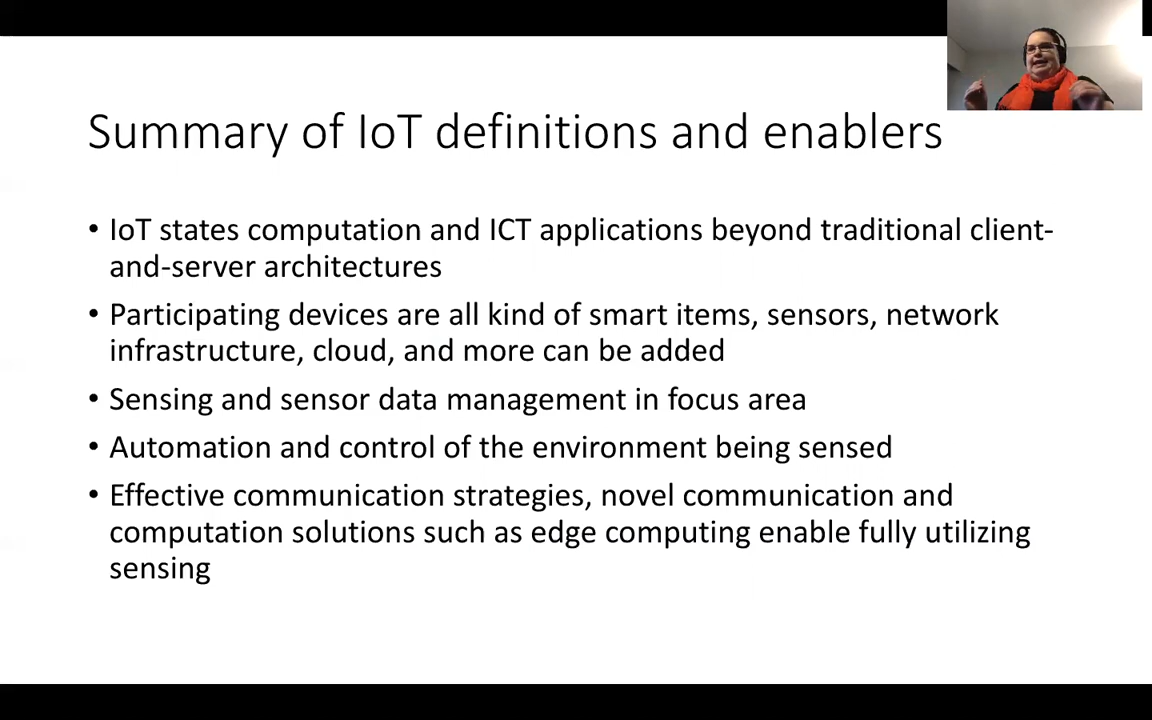 Summary of IoT definitions and enablers
• IoT states computation and ICT applications beyond traditional client-
and-server architectures
• Participating devices are all kind of smart items, sensors, network
infrastructure, cloud, and more can be added
• Sensing and sensor data management in focus area
• Automation and control of the environment being sensed
• Effective communication strategies, novel communication and
computation solutions such as edge computing enable fully utilizing
sensing